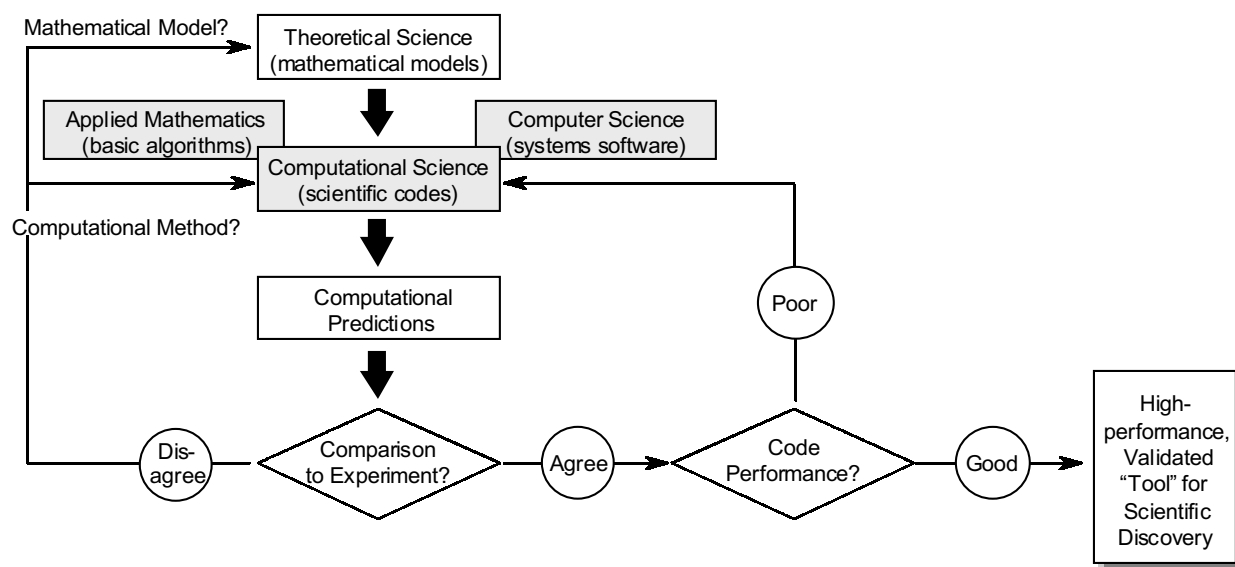 Mathematical Model?
Theoretical Science
(mathematical models)
Applied Mathematics
(basic algorithms)
Computer Science
(systems software)
Computational Science
(scientific codes)
Computational Method?
Computational
Predictions
Poor
Dis-
agree
Comparison
to Experiment?
Agree
Code
Performance?
Good
High-
performance,
Validated
“Tool” for
Scientific
Discovery